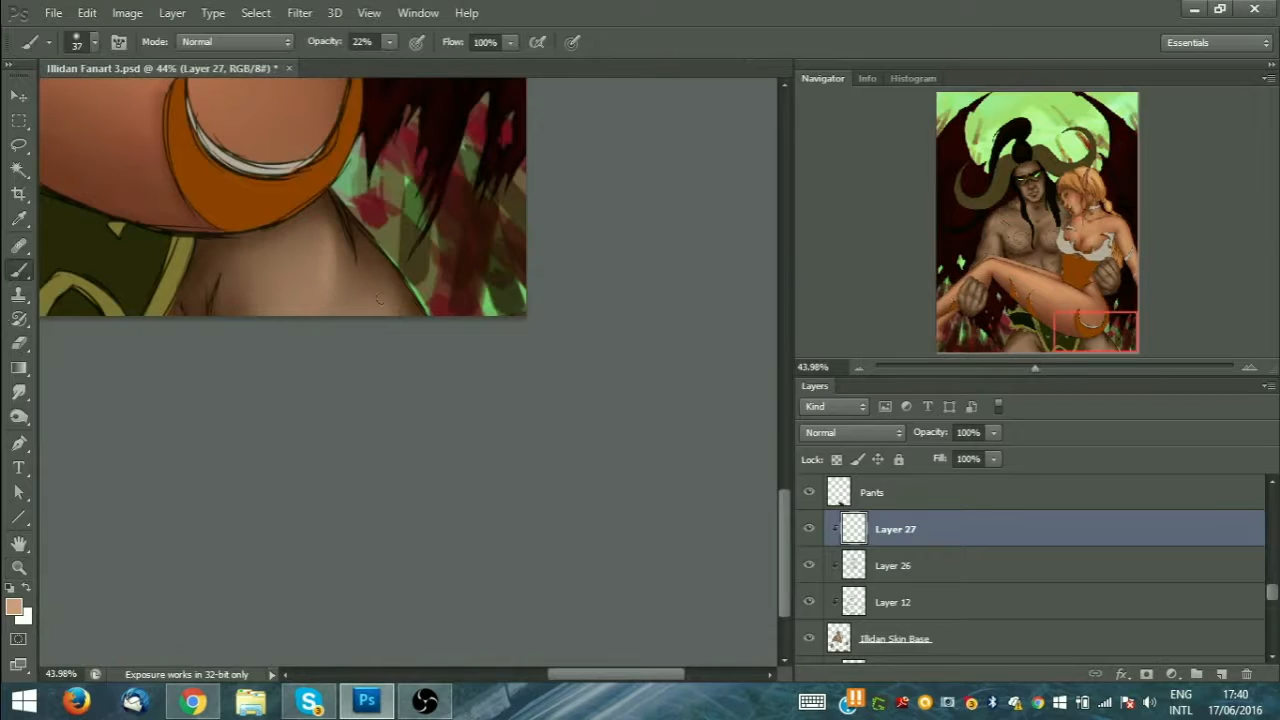 Ps File Edit Image Layer Type Select Filter 3D View Window Help
37 Mode: Normal Opacity: 22% Flow: 100% Essentials
Illidan Fanart 3.psd @ 44% (Layer 27, RGB/8#) * ×
Navigator Info Histogram
43.98%
Layers
Kind
Normal Opacity: 100%
Lock: Fill: 100%
Pants
Layer 27
Layer 26
Layer 12
Illidan Skin Base
43.98% Exposure works in 32-bit only
ENG 17:40
INTL 17/06/2016